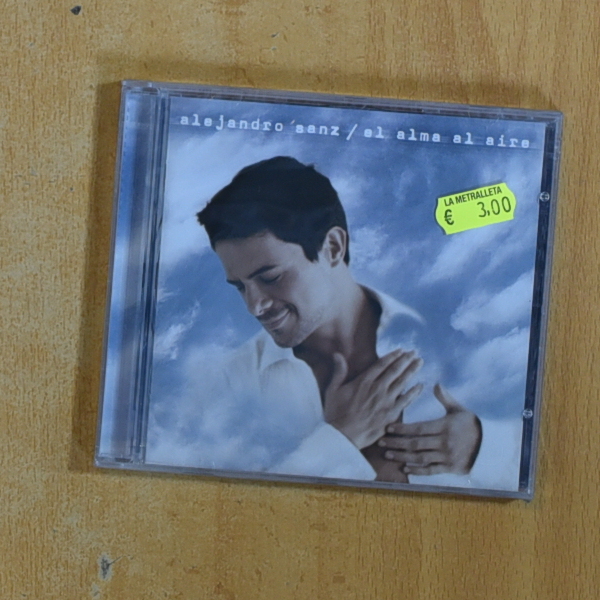 alejandro sanz / el alma al aire
LA METRALLETA
€ 3,00